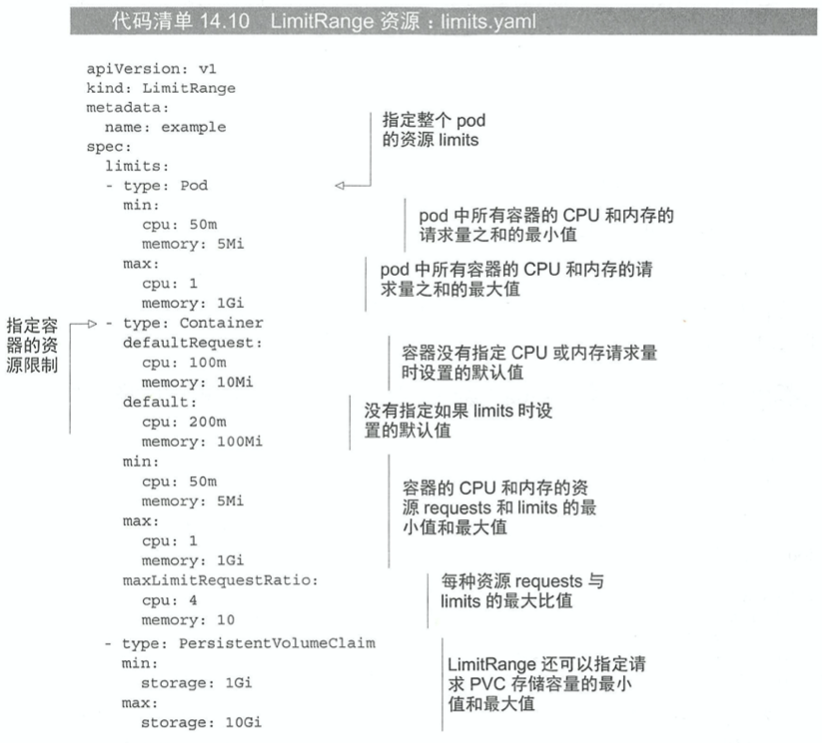 代码清单 14.10 LimitRange 资源：limits.yaml
apiVersion: v1
kind: LimitRange
metadata:
name: example
spec:
limits:
- type: Pod
指定整个 pod
的资源 limits
min:
cpu: 50m
memory: 5Mi
pod 中所有容器的 CPU 和内存的
请求量之和的最小值
max:
cpu: 1
memory: 1Gi
pod 中所有容器的 CPU 和内存的请
求量之和的最大值
指定容
器的资
源限制
- type: Container
defaultRequest:
cpu: 100m
memory: 10Mi
容器没有指定 CPU 或内存请求量
时设置的默认值
default:
cpu: 200m
memory: 100Mi
没有指定如果 limits 时设
置的默认值
min:
cpu: 50m
memory: 5Mi
max:
cpu: 1
memory: 1Gi
容器的 CPU 和内存的资
源 requests 和 limits 的最
小值和最大值
maxLimitRequestRatio:
cpu: 4
memory: 10
每种资源 requests 与
limits 的最大比值
- type: PersistentVolumeClaim
min:
storage: 1Gi
max:
storage: 10Gi
LimitRange 还可以指定请
求 PVC 存储容量的最小
值和最大值